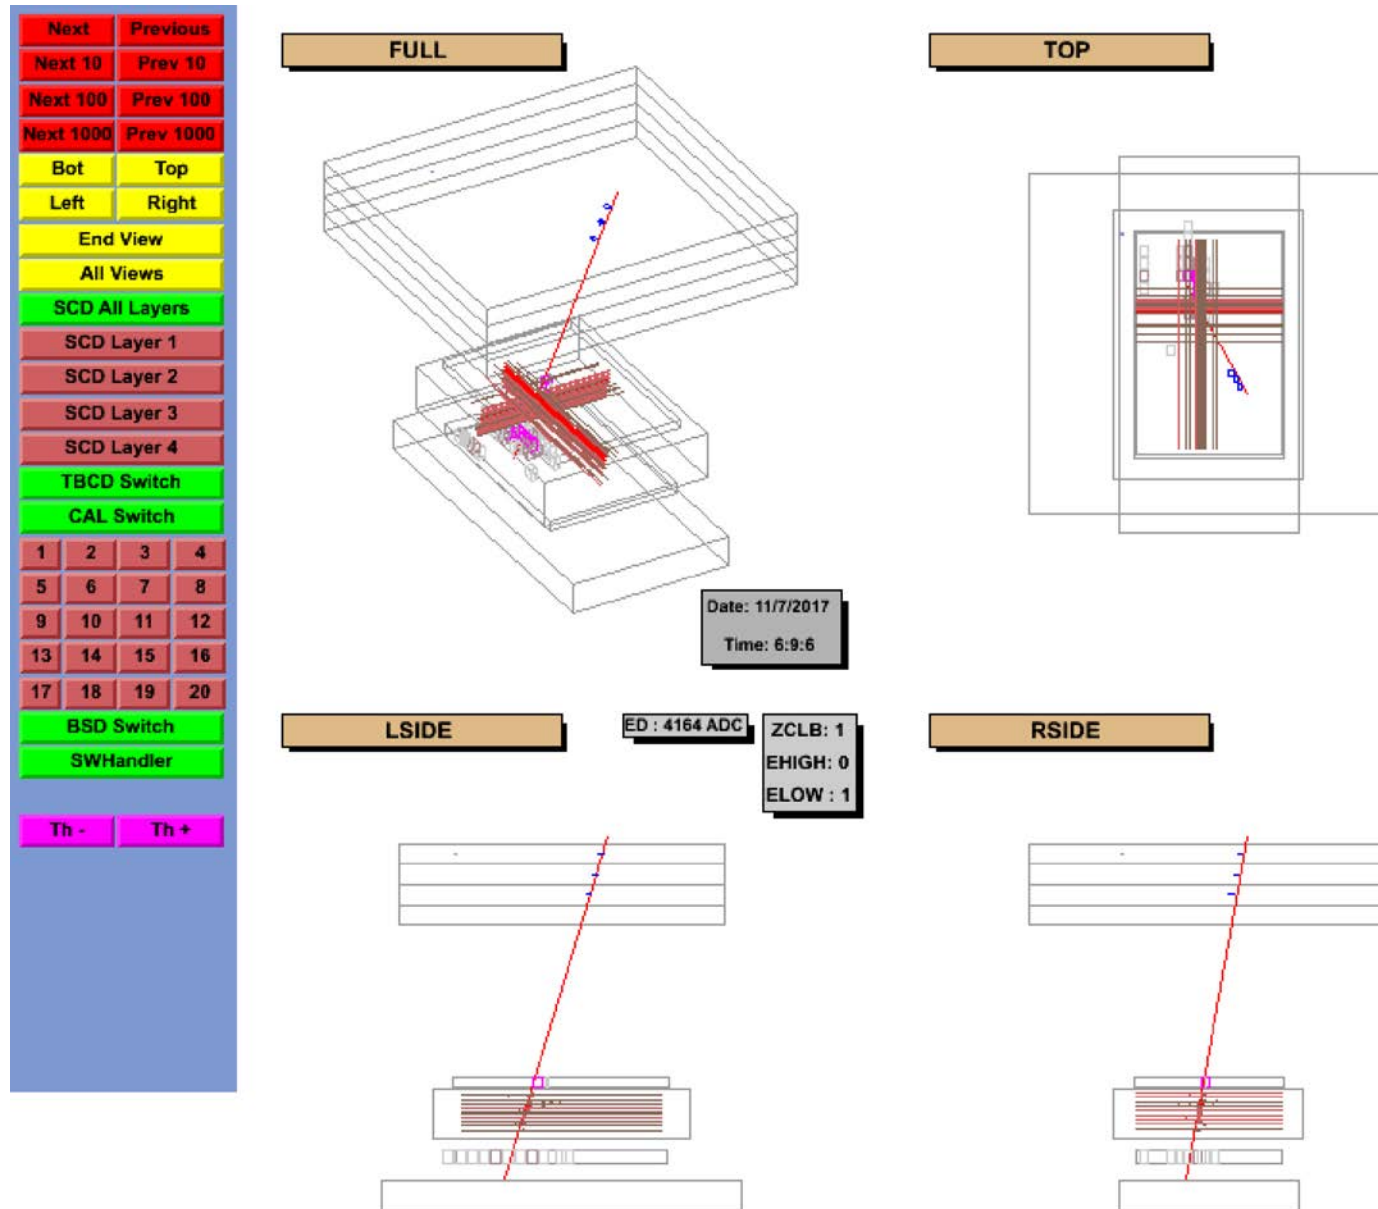 Next Previous
Next 10 Prev 10
Next 100 Prev 100
Next 1000 Prev 1000
Bot Top
Left Right
End View
All Views
SCD All Layers
SCD Layer 1
SCD Layer 2
SCD Layer 3
SCD Layer 4
TBCD Switch
CAL Switch
1 2 3 4
5 6 7 8
9 10 11 12
13 14 15 16
17 18 19 20
BSD Switch
SWHandler
Th - Th +
FULL
TOP
Date: 11/7/2017
Time: 6:9:6
LSIDE
ED : 4164 ADC
ZCLB: 1
EHIGH: 0
ELOW : 1
RSIDE